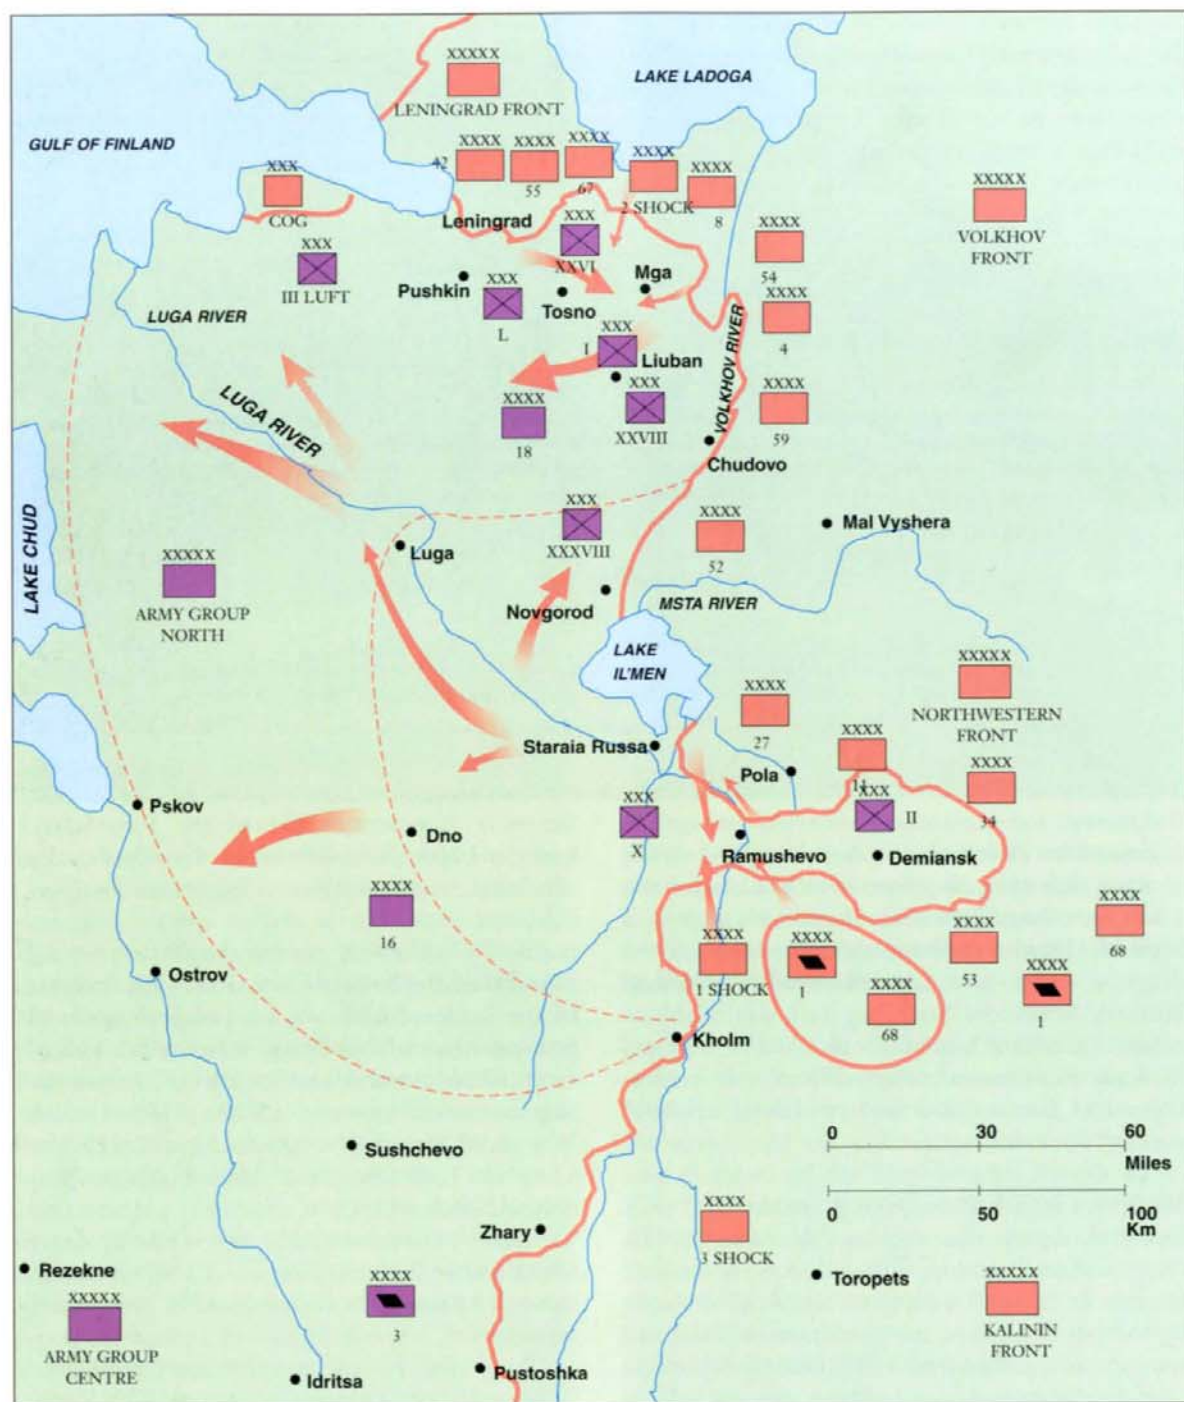 XXXXX
LENINGRAD FRONT
LAKE LADOGA
GULF OF FINLAND
XXXX
42
XXXX
55
XXXX
67
XXXX
2 SHOCK
XXXX
8
XXXXX
VOLKHOV
FRONT
XXX
COG
Leningrad
XXX
XXVI
XXXX
54
XXX
III LUFT
Pushkin
XXX
L
Tosno
Mga
XXXX
4
LUGA RIVER
XXX
I
Liuban
VOLKHOV RIVER
LUGA RIVER
XXXX
18
XXX
XXVIII
XXXX
59
Chudovo
LAKE CHUD
XXX
XXXVIII
XXXX
52
Mal Vyshera
Luga
XXXXX
ARMY GROUP
NORTH
Novgorod
MSTA RIVER
LAKE
IL'MEN
XXXXX
NORTHWESTERN
FRONT
XXXX
27
Staraia Russa
XXXX
11
Pola
XXXX
34
Pskov
Dno
XXX
X
XXX
II
Ramushevo
Demiansk
XXXX
16
XXXX
68
Ostrov
XXXX
1 SHOCK
XXXX
1
XXXX
68
XXXX
53
XXXX
1
Kholm
Sushchevo
0 30 60
Miles
0 50 100
Km
Zhary
XXXX
3 SHOCK
Rezekne
XXXX
3
Toropets
XXXXX
ARMY GROUP
CENTRE
XXXXX
KALININ
FRONT
Idritsa
Pustoshka